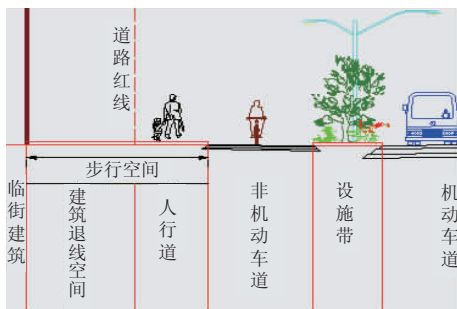 道路红线
步行空间
临街建筑
建筑退线空间
人行道
非机动车道
设施带
机动车道